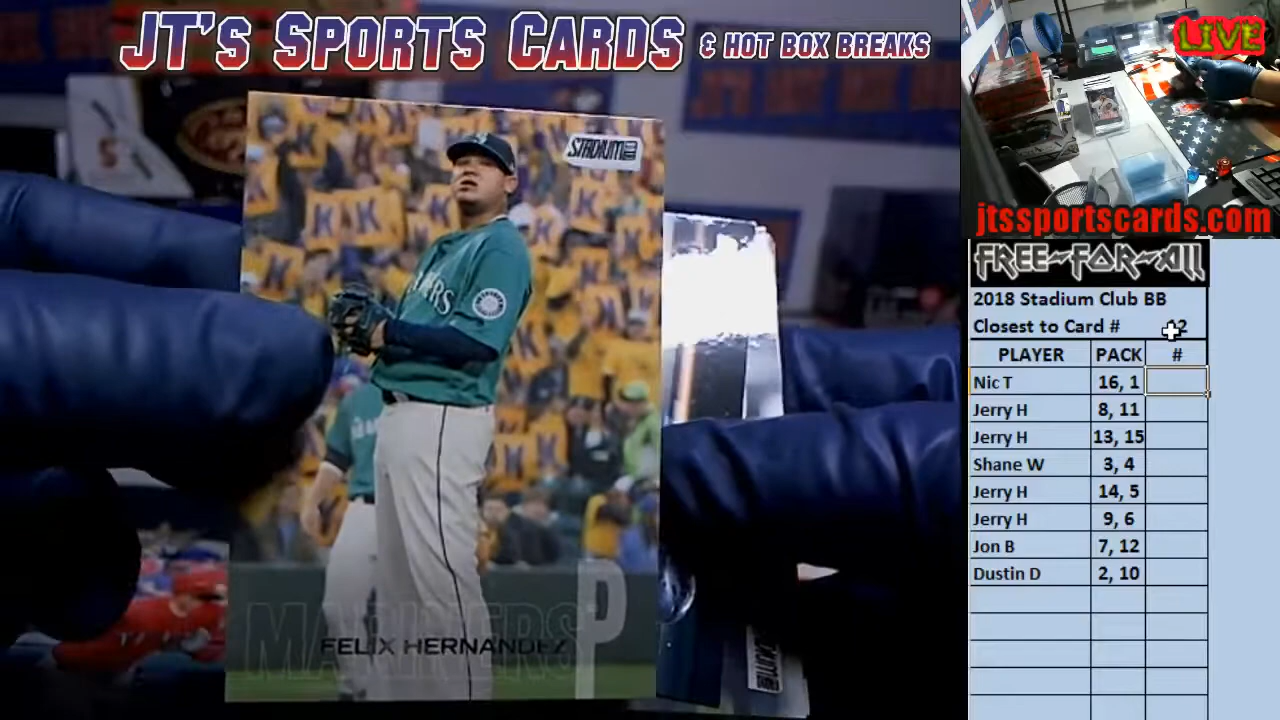 JT's Sports Cards & Hot Box Breaks
LIVE
jtssportscards.com
STADIUM
K K K
MARINERS
P
FELIX HERNANDEZ
STADIUM
FREE-FOR-ALL
2018 Stadium Club BB
Closest to Card #
PLAYER PACK #
Nic T 16, 1
Jerry H 8, 11
Jerry H 13, 15
Shane W 3, 4
Jerry H 14, 5
Jerry H 9, 6
Jon B 7, 12
Dustin D 2, 10